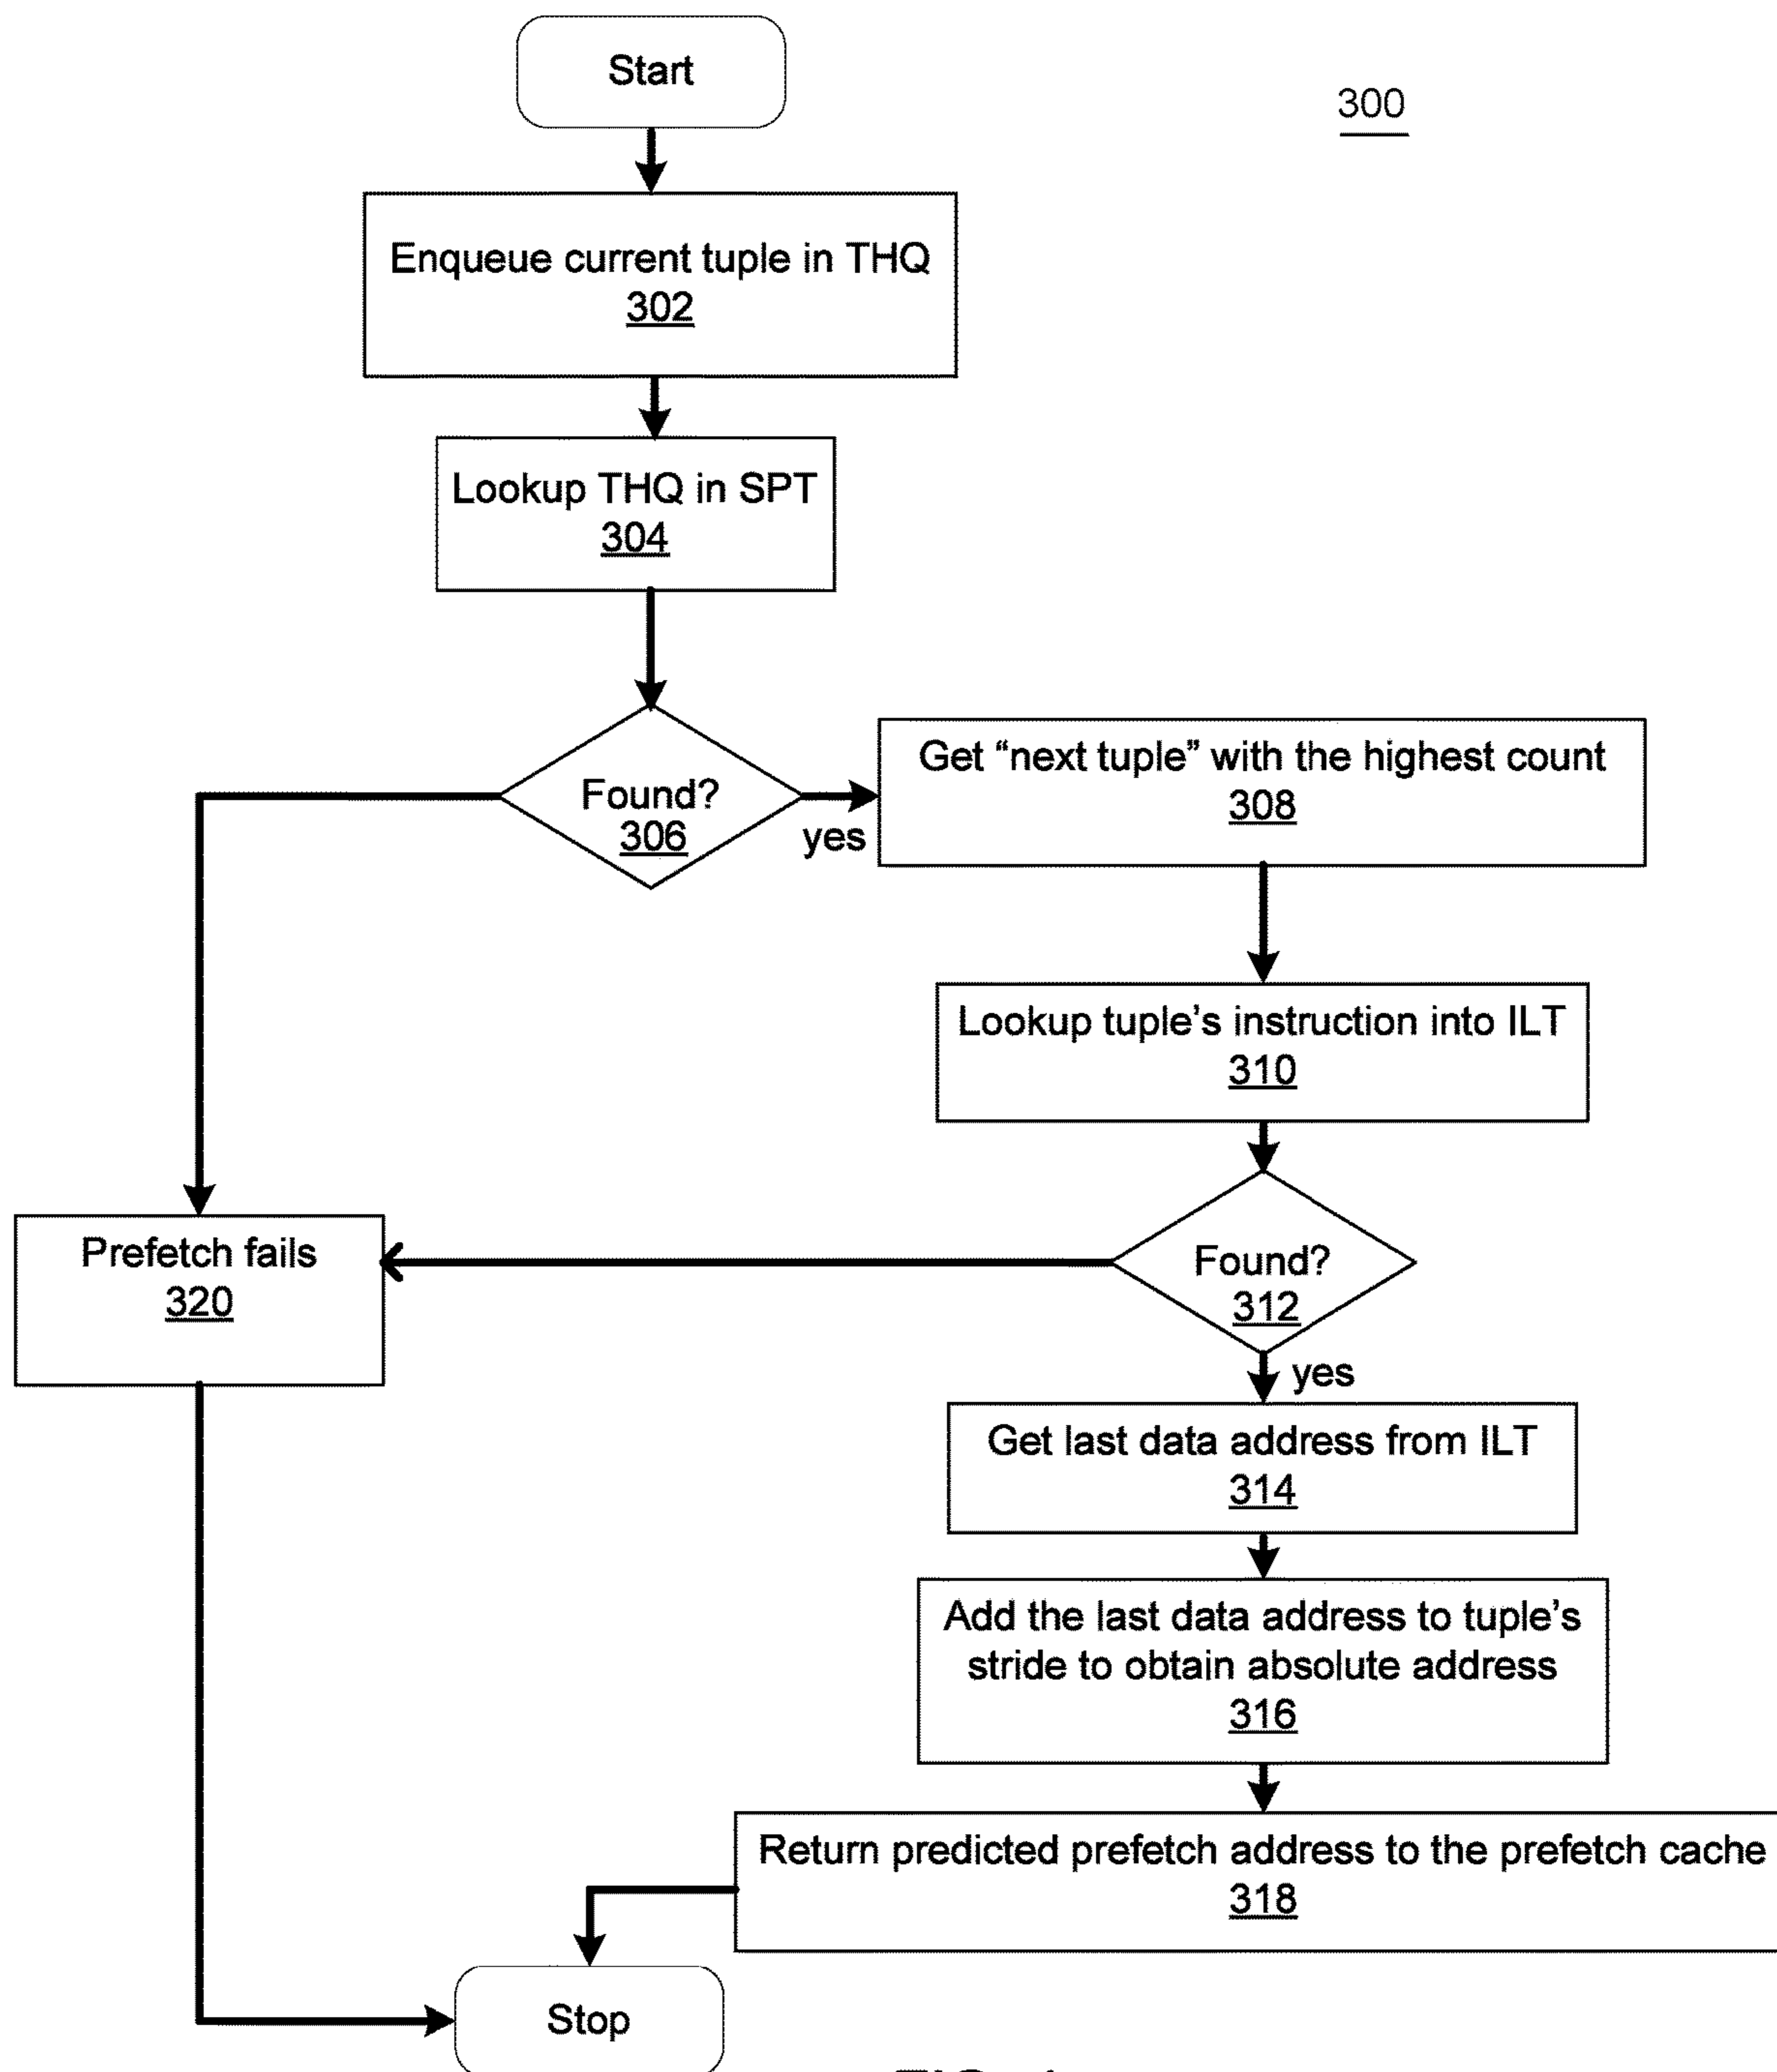 Start
300
Enqueue current tuple in THQ
302
Lookup THQ in SPT
304
Found?
306
yes
Get “next tuple” with the highest count
308
Lookup tuple’s instruction into ILT
310
Prefetch fails
320
Found?
312
yes
Get last data address from ILT
314
Add the last data address to tuple’s
stride to obtain absolute address
316
Return predicted prefetch address to the prefetch cache
318
Stop